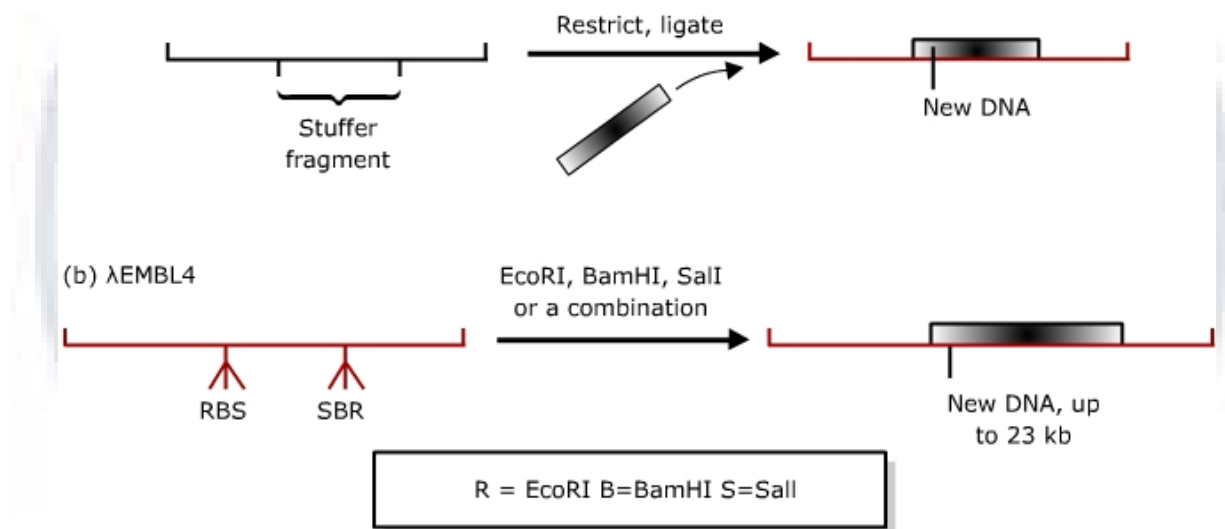 Restrict, ligate
Stuffer
fragment
New DNA
(b) λEMBL4
EcoRI, BamHI, SalI
or a combination
RBS
SBR
New DNA, up
to 23 kb
R = EcoRI B=BamHI S=SalI